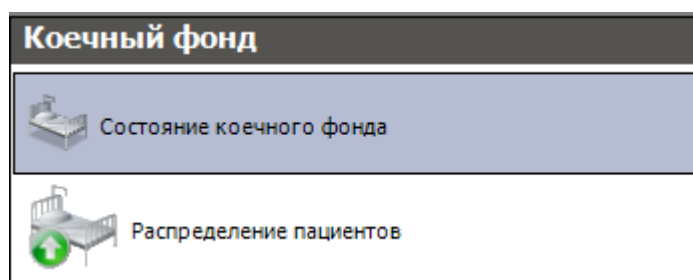 Коечный фонд
Состояние коечного фонда
Распределение пациентов